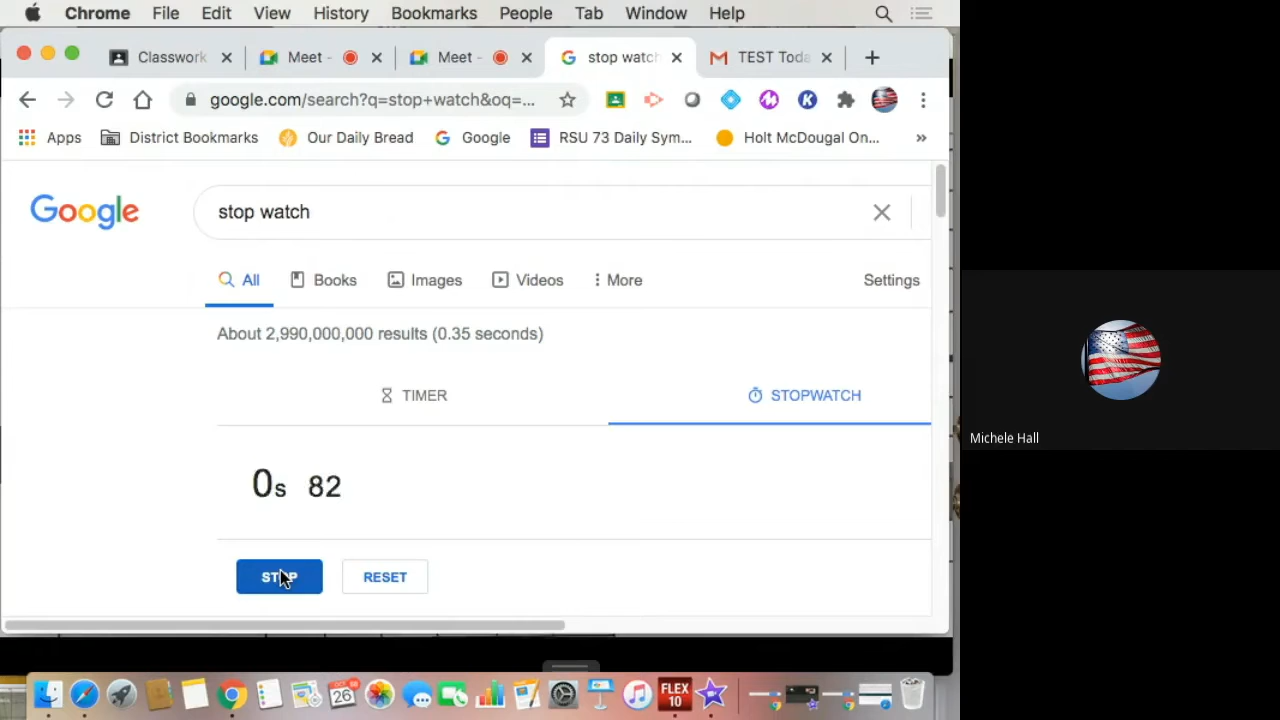 Chrome File Edit View History Bookmarks People Tab Window Help
Classwork Meet - Meet - stop watch TEST Toda
google.com/search?q=stop+watch&oq=...
Apps District Bookmarks Our Daily Bread Google RSU 73 Daily Sym... Holt McDougal On... »
Google stop watch
All Books Images Videos More Settings
About 2,990,000,000 results (0.35 seconds)
TIMER STOPWATCH
0s 82
STOP RESET
Michele Hall
OCT 26 FLEX 10